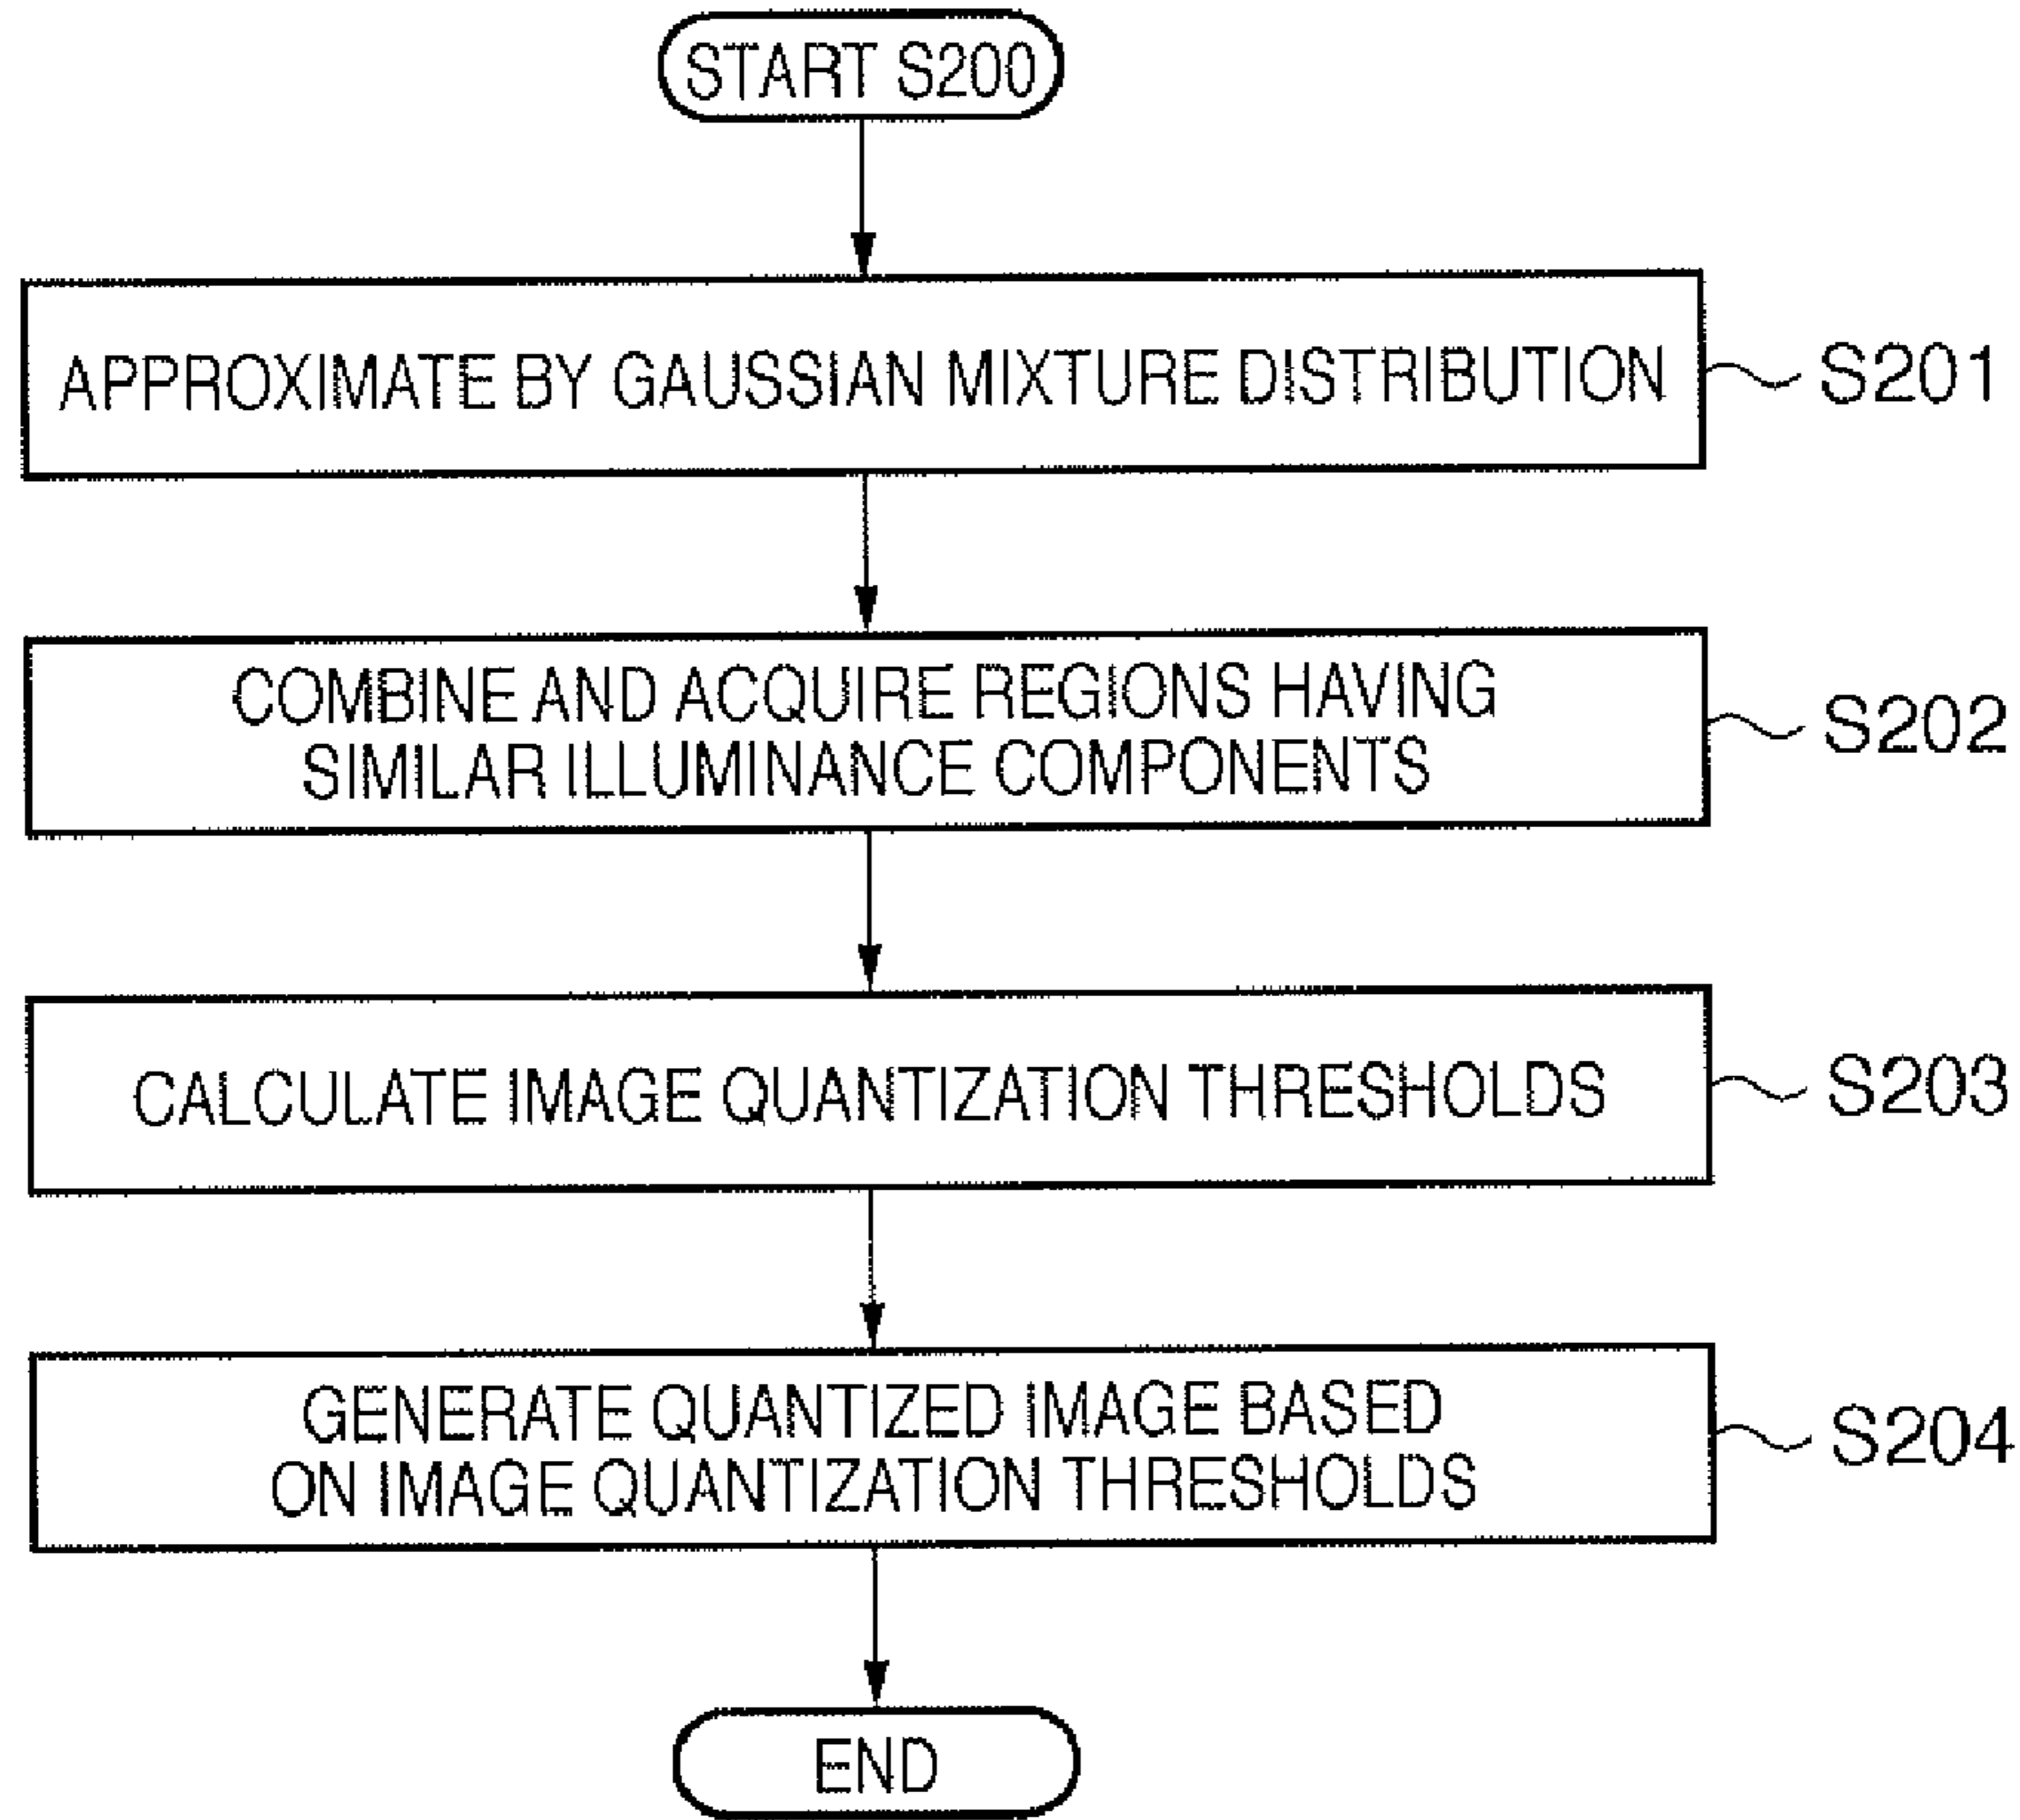 START S200
APPROXIMATE BY GAUSSIAN MIXTURE DISTRIBUTION
S201
COMBINE AND ACQUIRE REGIONS HAVING
SIMILAR ILLUMINANCE COMPONENTS
S202
CALCULATE IMAGE QUANTIZATION THRESHOLDS
S203
GENERATE QUANTIZED IMAGE BASED
ON IMAGE QUANTIZATION THRESHOLDS
S204
END